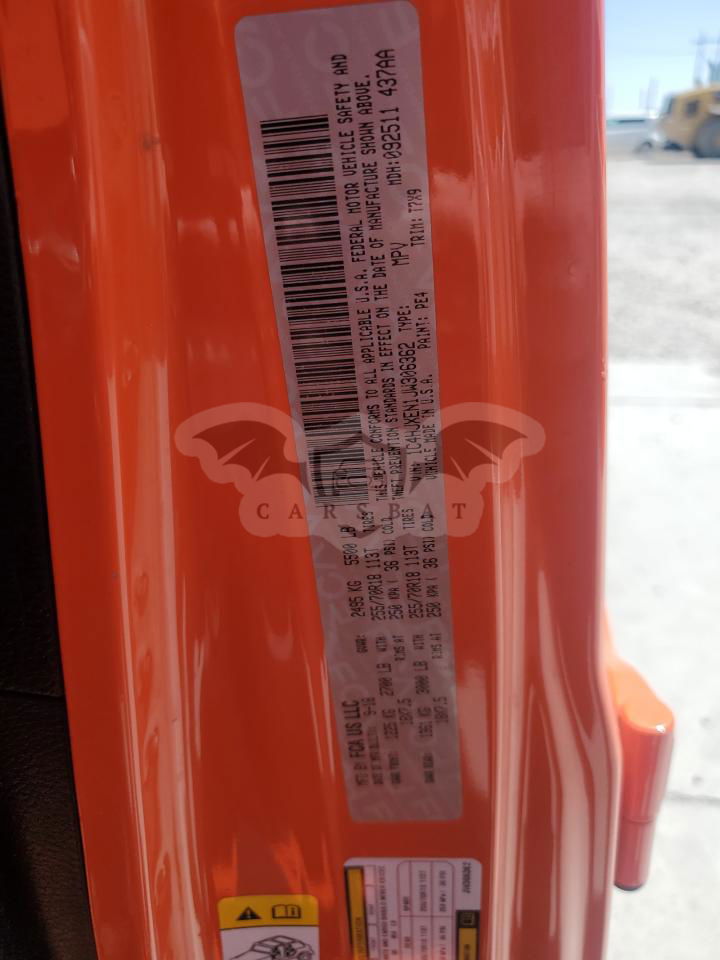 MFD BY FCA US LLC
DATE OF MFR 9-18 GVWR: 2495 KG 5500 LB
GAWR FRONT: 1225 KG 2700 LB WITH 255/70R18 113T TIRES
18X7.5 RIMS AT 250 KPA ( 36 PSI) COLD
GAWR REAR: 1361 KG 3000 LB WITH 255/70R18 113T TIRES
18X7.5 RIMS AT 250 KPA ( 36 PSI) COLD
THIS VEHICLE CONFORMS TO ALL APPLICABLE U.S.A. FEDERAL MOTOR VEHICLE SAFETY AND
THEFT PREVENTION STANDARDS IN EFFECT ON THE DATE OF MANUFACTURE SHOWN ABOVE.
VIN: 1C4HJXEN1JW306362 TYPE: MPV MDH: 092511 437AA
VEHICLE MADE IN U.S.A. PAINT: PE4 TRIM: T7X9
CARSBAT